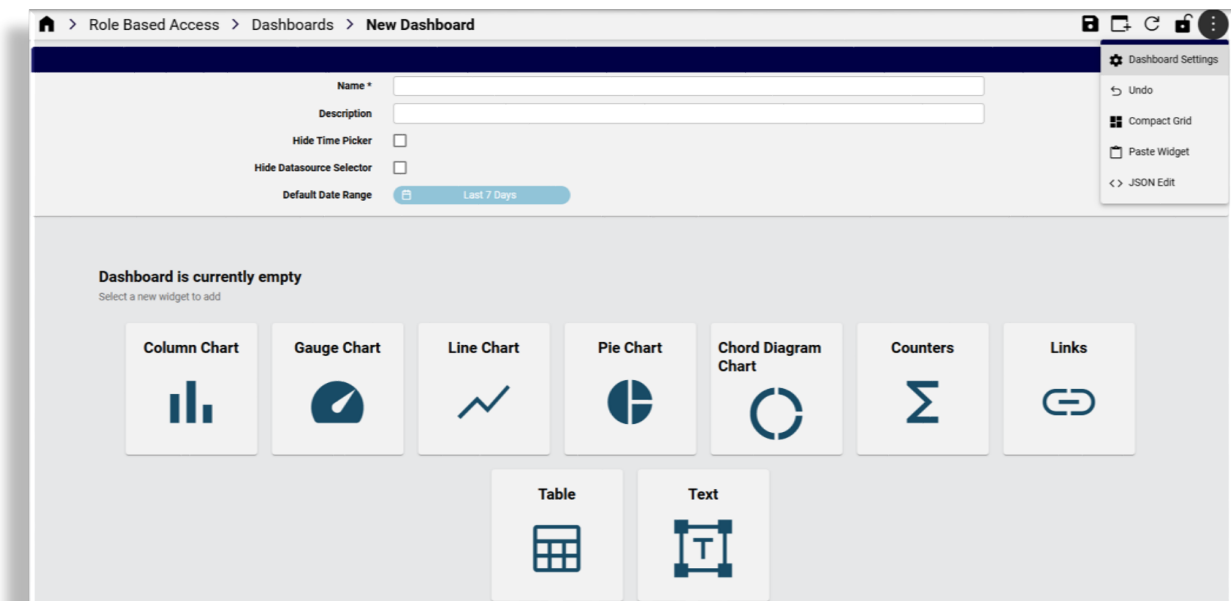 > Role Based Access > Dashboards > New Dashboard
Dashboard Settings
Undo
Compact Grid
Paste Widget
<> JSON Edit
Name *
Description
Hide Time Picker
Hide Datasource Selector
Default Date Range Last 7 Days
Dashboard is currently empty
Select a new widget to add
Column Chart Gauge Chart Line Chart Pie Chart Chord Diagram Counters Links
Chart
Table Text
T